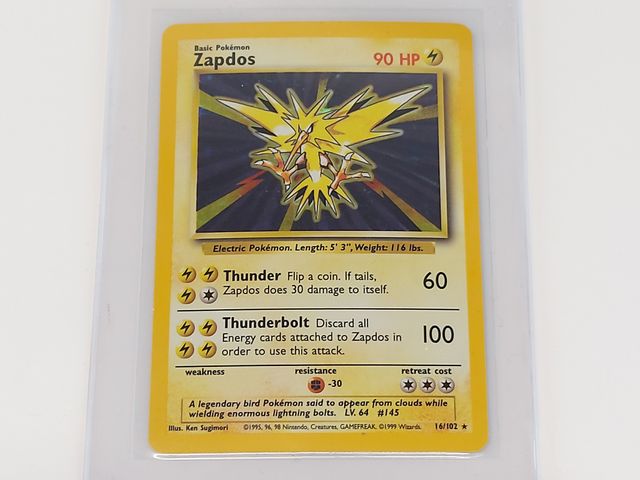 Basic Pokémon
Zapdos 90 HP
Electric Pokémon. Length: 5' 3", Weight: 116 lbs.
Thunder Flip a coin. If tails,
Zapdos does 30 damage to itself.
60
Thunderbolt Discard all
Energy cards attached to Zapdos in
order to use this attack.
100
weakness resistance retreat cost
-30
A legendary bird Pokémon said to appear from clouds while
wielding enormous lightning bolts. LV. 64 #145
Illus. Ken Sugimori ©1995, 96, 98 Nintendo, Creatures, GAMEFREAK. ©1999 Wizards. 16/102 ★